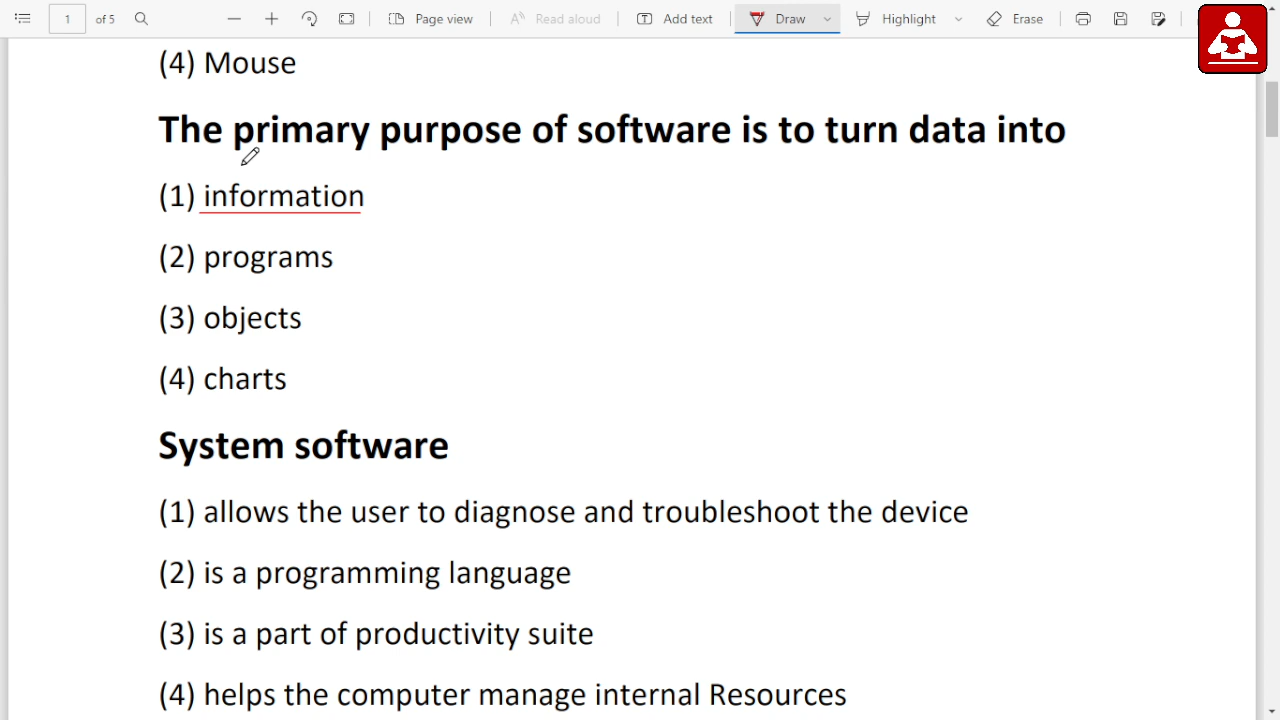 1 of 5 Page view Read aloud Add text Draw Highlight Erase
(4) Mouse
The primary purpose of software is to turn data into
(1) information
(2) programs
(3) objects
(4) charts
System software
(1) allows the user to diagnose and troubleshoot the device
(2) is a programming language
(3) is a part of productivity suite
(4) helps the computer manage internal Resources